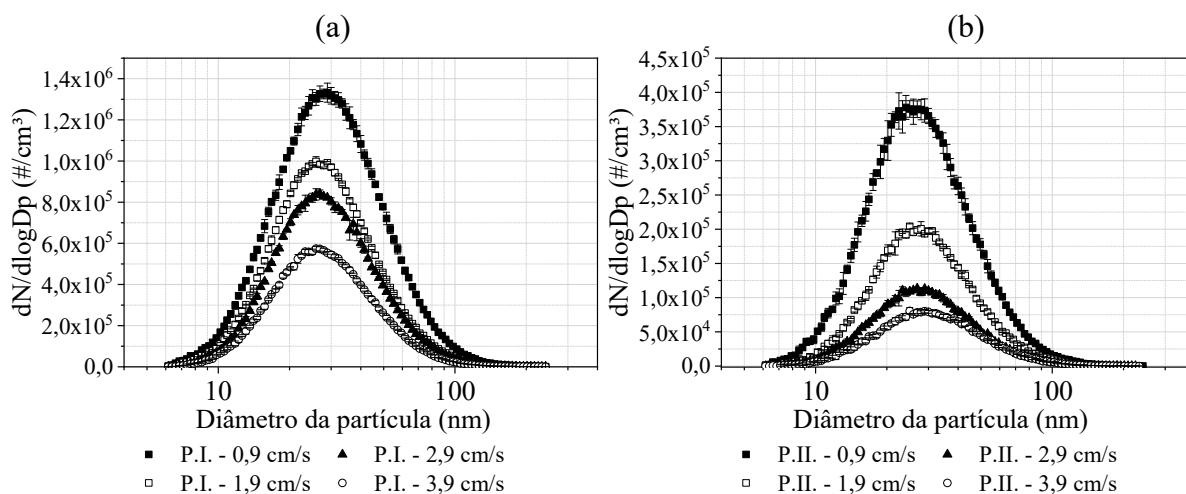 (a)
dN/dlogDp (#/cm³)
1,4x10⁶
1,2x10⁶
1,0x10⁶
8,0x10⁵
6,0x10⁵
4,0x10⁵
2,0x10⁵
0,0
10 100
Diâmetro da partícula (nm)
P.I. - 0,9 cm/s P.I. - 2,9 cm/s
P.I. - 1,9 cm/s P.I. - 3,9 cm/s
(b)
dN/dlogDp (#/cm³)
4,5x10⁵
4,0x10⁵
3,5x10⁵
3,0x10⁵
2,5x10⁵
2,0x10⁵
1,5x10⁵
1,0x10⁵
5,0x10⁴
0,0
10 100
Diâmetro da partícula (nm)
P.II. - 0,9 cm/s P.II. - 2,9 cm/s
P.II. - 1,9 cm/s P.II. - 3,9 cm/s